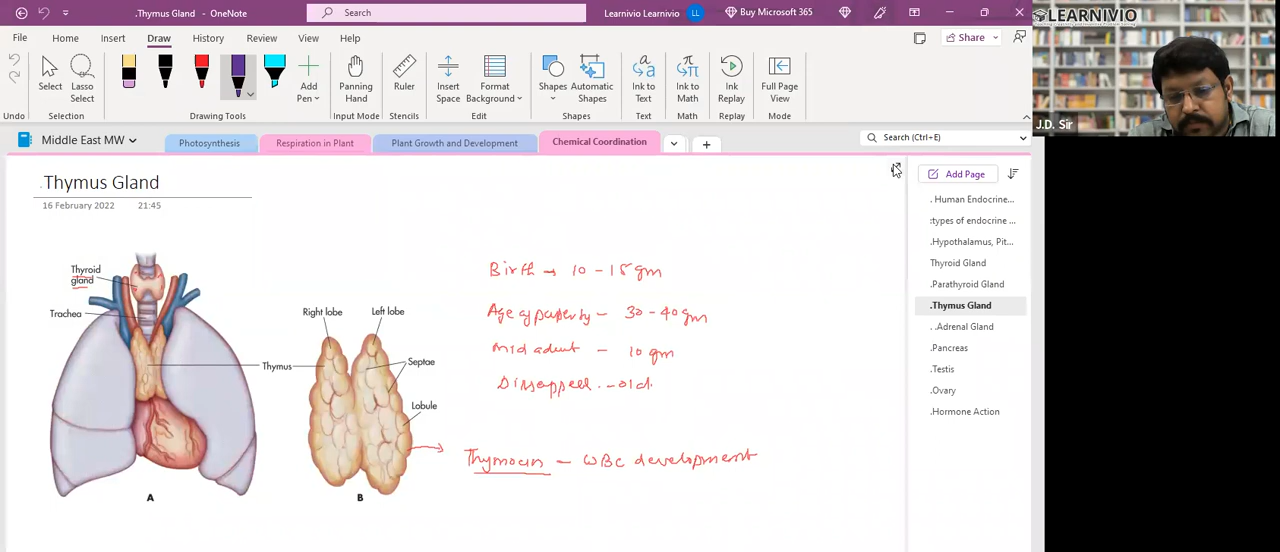 .Thymus Gland - OneNote
Search
Learnivio Learnivio
LL
Buy Microsoft 365
LEARNIVIO
File
Home
Insert
Draw
History
Review
View
Help
Share
J.D. Sir
Select
Lasso Select
Add Pen
Panning Hand
Ruler
Insert Space
Format Background
Shapes
Automatic Shapes
Ink to Text
Ink to Math
Ink Replay
Full Page View
Undo
Selection
Drawing Tools
Input Mode
Stencils
Edit
Shapes
Text
Math
Replay
Mode
Middle East MW
Photosynthesis
Respiration in Plant
Plant Growth and Development
Chemical Coordination
Search (Ctrl+E)
.Thymus Gland
16 February 2022
21:45
Add Page
. Human Endocrine...
:types of endocrine ...
.Hypothalamus, Pit...
Thyroid Gland
.Parathyroid Gland
.Thymus Gland
. .Adrenal Gland
.Pancreas
.Testis
.Ovary
.Hormone Action
Thyroid gland
Trachea
Thymus
Right lobe
Left lobe
Septae
Lobule
A
B
Birth → 10 - 15 gm
Age of puperty - 30 - 40 gm
Mid adult - 10 gm
- old
- WBC development